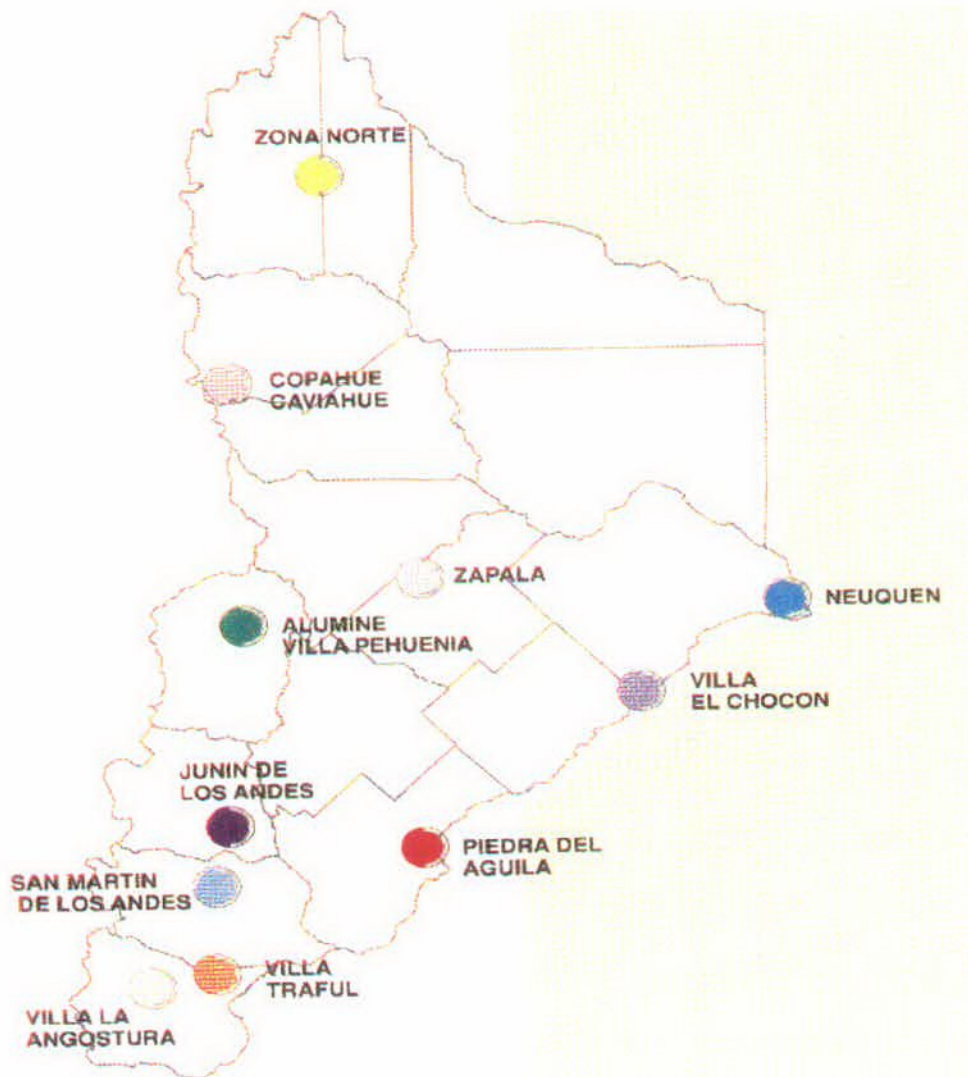 ZONA NORTE
COPAHUE
CAVIAHUE
ZAPALA
NEUQUEN
ALUMINE
VILLA PEHUENIA
VILLA
EL CHOCON
JUNIN DE
LOS ANDES
PIEDRA DEL
AGUILA
SAN MARTIN
DE LOS ANDES
VILLA
TRAFUL
VILLA LA
ANGOSTURA